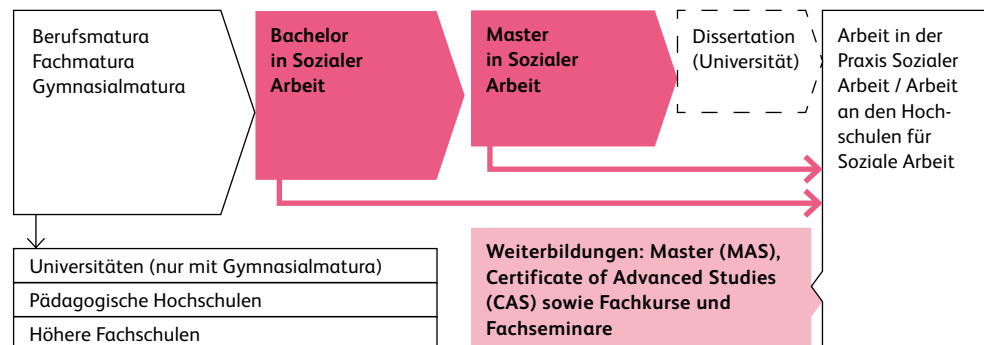 Berufsmatura
Fachmatura
Gymnasialmatura
Bachelor
in Sozialer
Arbeit
Master
in Sozialer
Arbeit
Dissertation
(Universität)
Arbeit in der
Praxis Sozialer
Arbeit / Arbeit
an den Hoch-
schulen für
Soziale Arbeit
Universitäten (nur mit Gymnasialmatura)
Pädagogische Hochschulen
Höhere Fachschulen
Weiterbildungen: Master (MAS),
Certificate of Advanced Studies
(CAS) sowie Fachkurse und
Fachseminare